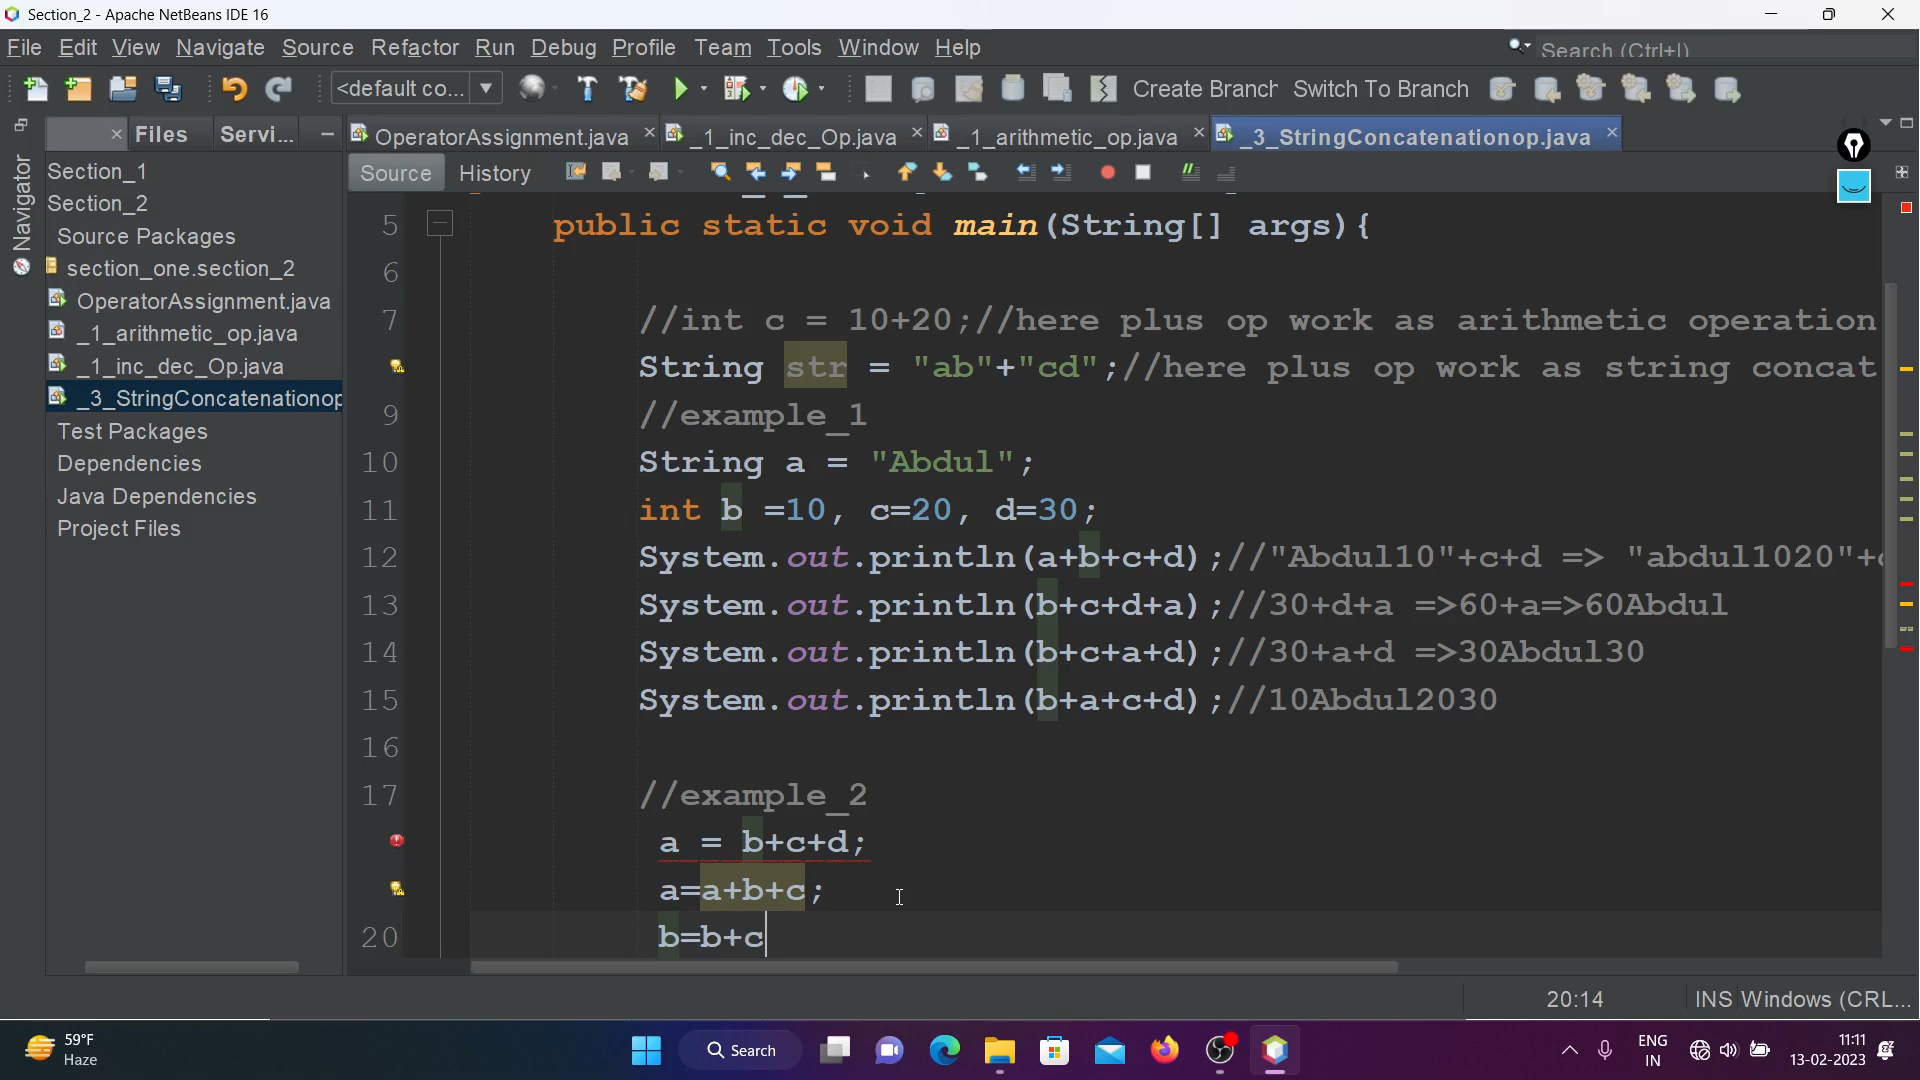 Section_2 - Apache NetBeans IDE 16
File Edit View Navigate Source Refactor Run Debug Profile Team Tools Window Help
Search (Ctrl+I)
<default co...
Create Branch Switch To Branch
Files Servi...
OperatorAssignment.java _1_inc_dec_Op.java _1_arithmetic_op.java _3_StringConcatenationop.java
Source History
Navigator
Section_1
Section_2
Source Packages
section_one.section_2
OperatorAssignment.java
_1_arithmetic_op.java
_1_inc_dec_Op.java
_3_StringConcatenationop
Test Packages
Dependencies
Java Dependencies
Project Files
5 public static void main(String[] args){
6
7 //int c = 10+20;//here plus op work as arithmetic operation
String str = "ab"+"cd";//here plus op work as string concat
9 //example_1
10 String a = "Abdul";
11 int b =10, c=20, d=30;
12 System.out.println(a+b+c+d);//"Abdul10"+c+d => "abdul1020"+
13 System.out.println(b+c+d+a);//30+d+a =>60+a=>60Abdul
14 System.out.println(b+c+a+d);//30+a+d =>30Abdul30
15 System.out.println(b+a+c+d);//10Abdul2030
16
17 //example_2
a = b+c+d;
a=a+b+c;
20 b=b+c
20:14 INS Windows (CRL...
59°F
Haze
Search
ENG
IN
11:11
13-02-2023